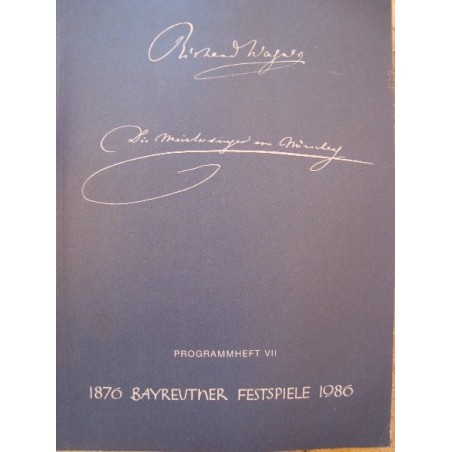 Richard Wagner
Die Meistersinger von Nürnberg
PROGRAMMHEFT VII
1876 BAYREUTHER FESTSPIELE 1986